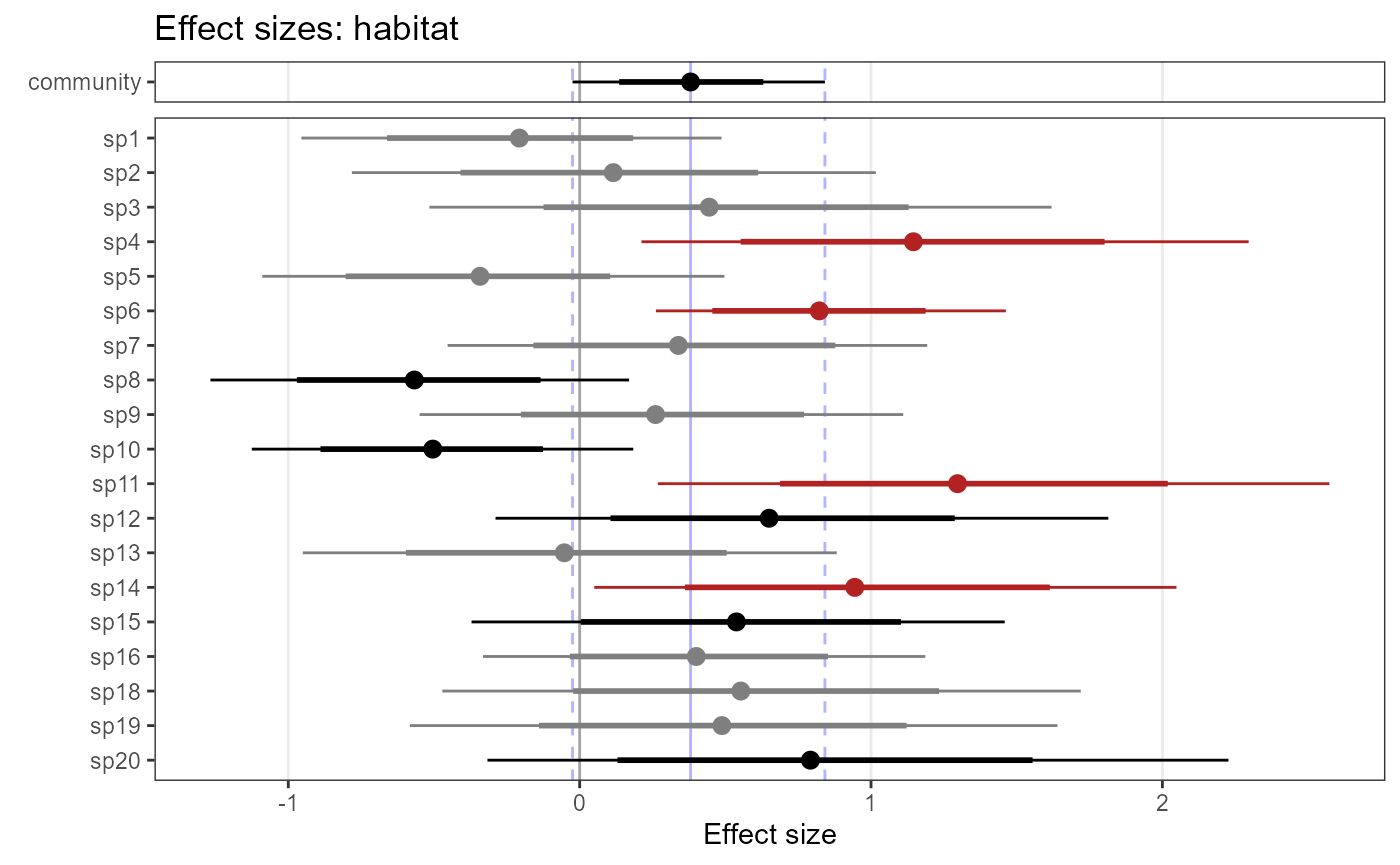 Effect sizes: habitat
community
sp1
sp2
sp3
sp4
sp5
sp6
sp7
sp8
sp9
sp10
sp11
sp12
sp13
sp14
sp15
sp16
sp18
sp19
sp20
-1 0 1 2
Effect size